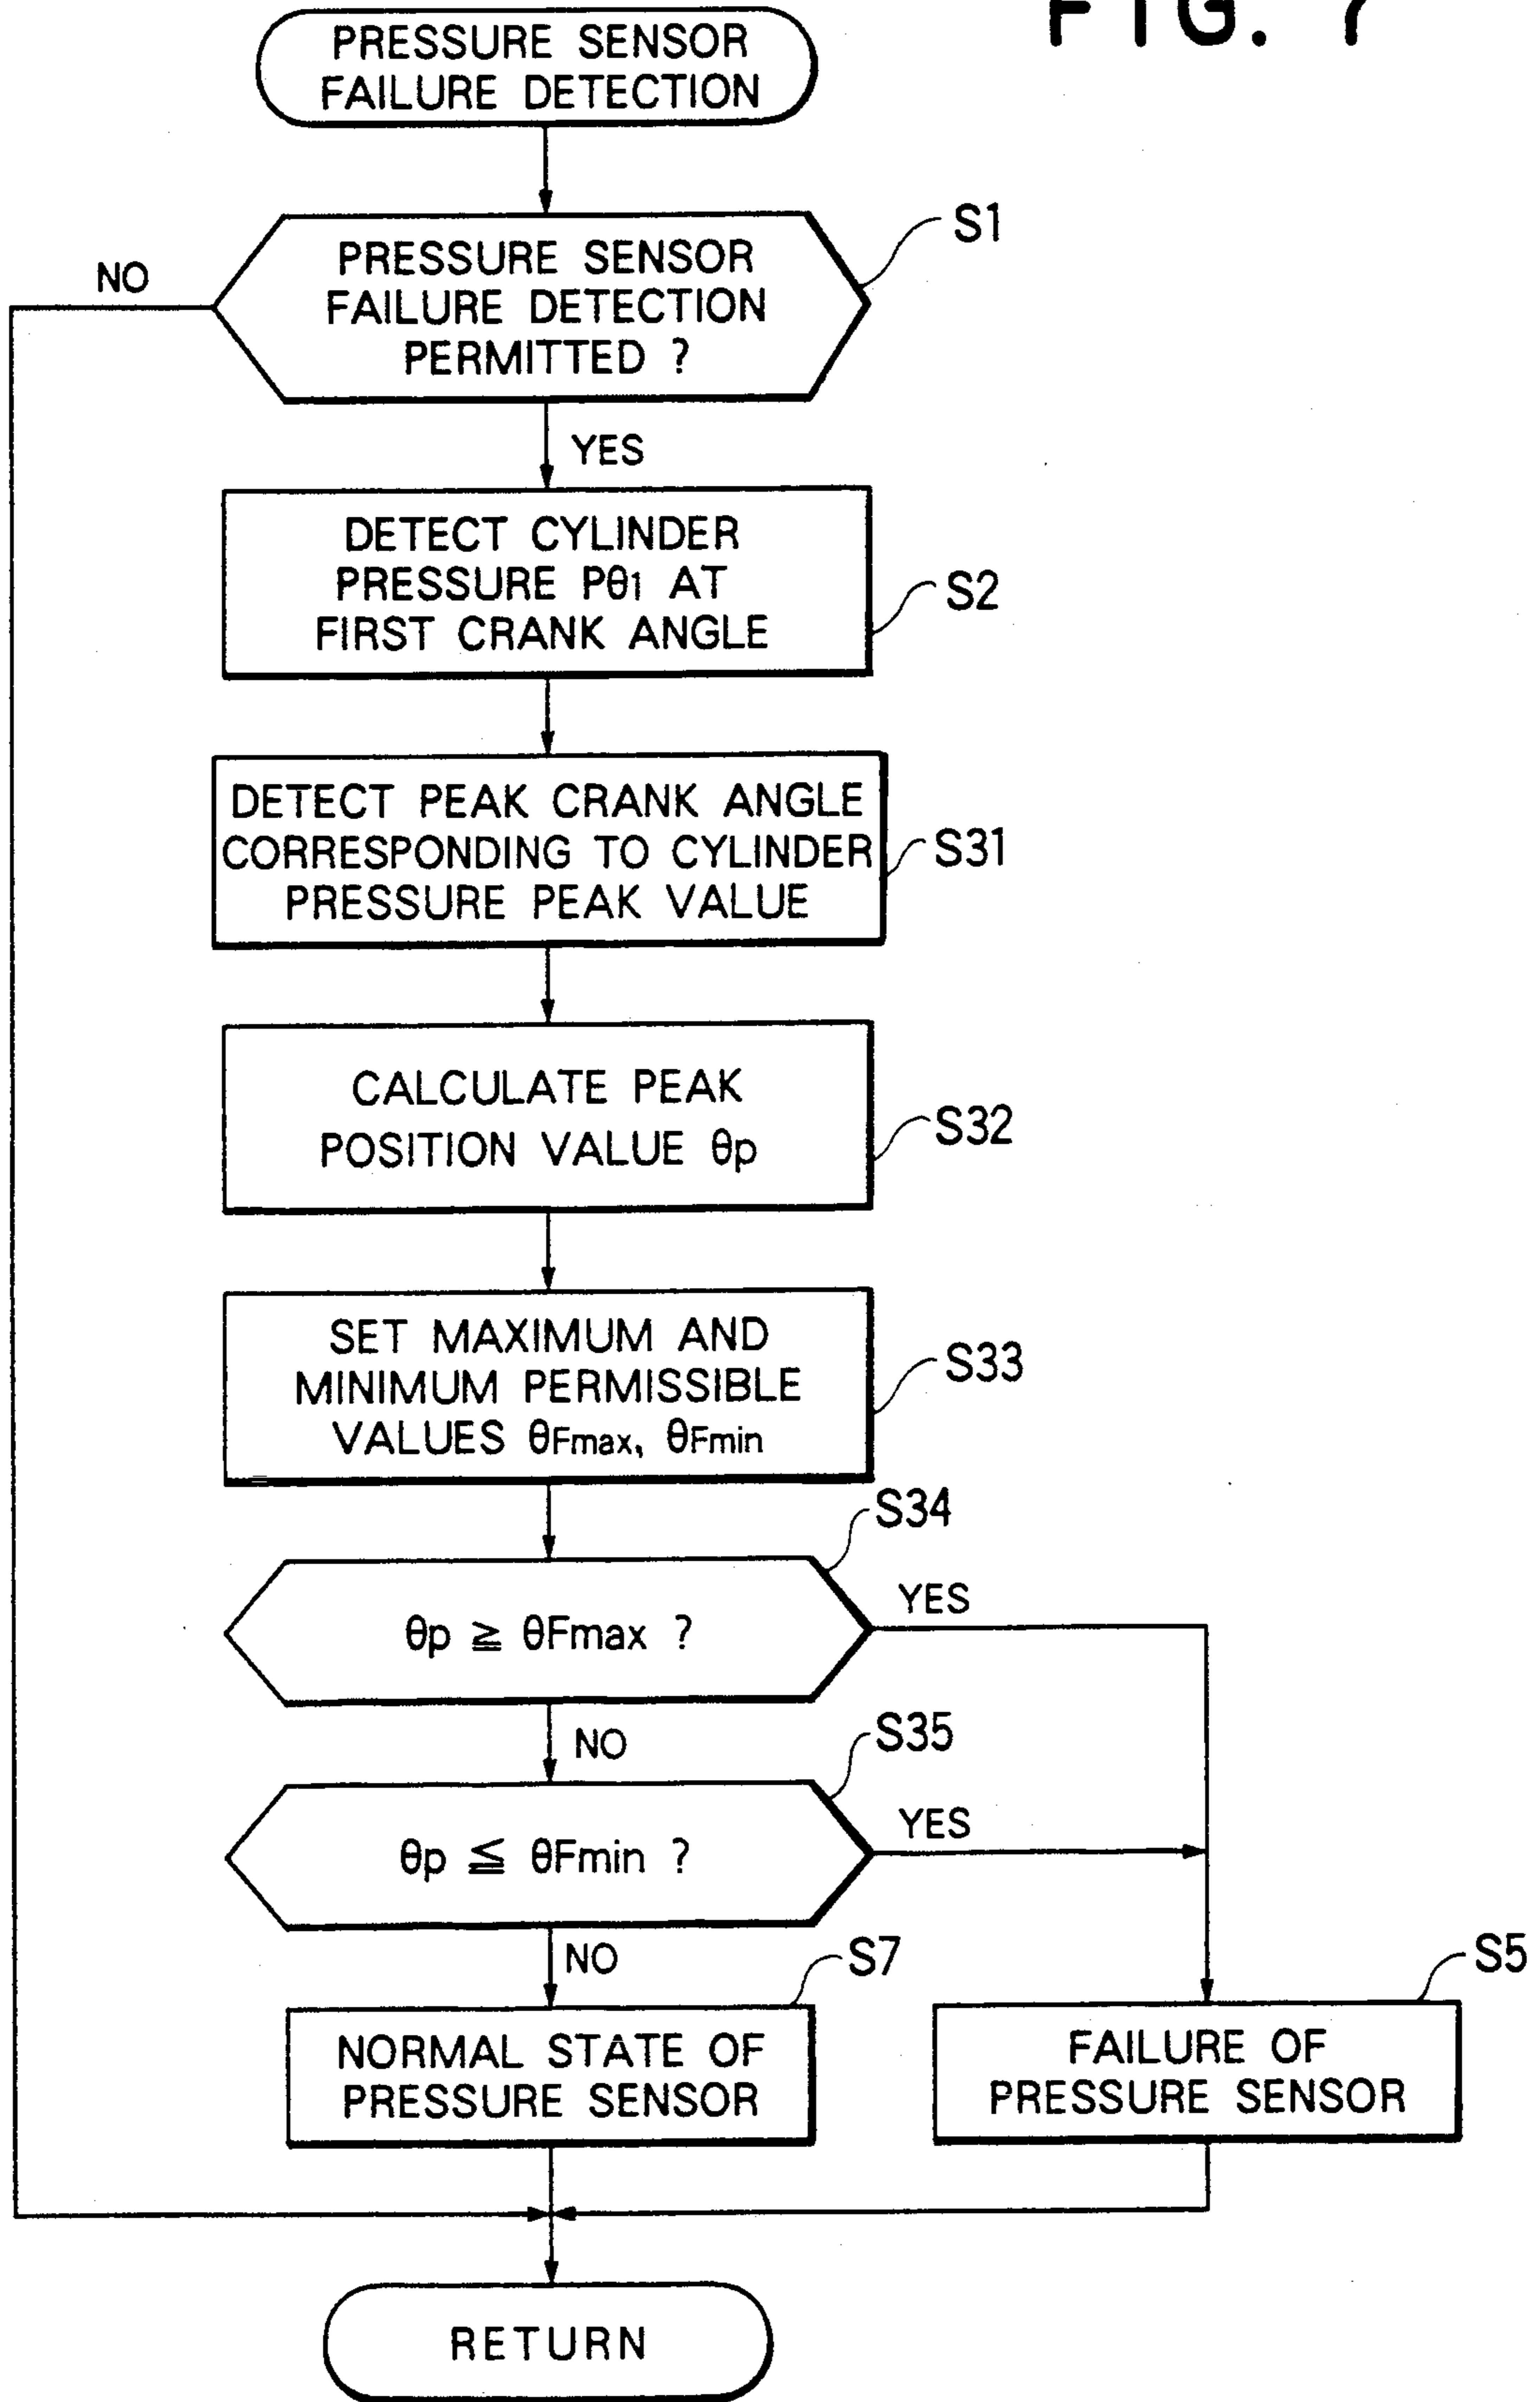 FIG. 7
PRESSURE SENSOR
FAILURE DETECTION
S1
NO
PRESSURE SENSOR
FAILURE DETECTION
PERMITTED ?
YES
DETECT CYLINDER
PRESSURE Pθ1 AT
FIRST CRANK ANGLE
S2
DETECT PEAK CRANK ANGLE
CORRESPONDING TO CYLINDER
PRESSURE PEAK VALUE
S31
CALCULATE PEAK
POSITION VALUE θp
S32
SET MAXIMUM AND
MINIMUM PERMISSIBLE
VALUES θFmax, θFmin
S33
S34
θp ≧ θFmax ?
YES
NO
S35
θp ≦ θFmin ?
YES
NO
S7
NORMAL STATE OF
PRESSURE SENSOR
S5
FAILURE OF
PRESSURE SENSOR
RETURN